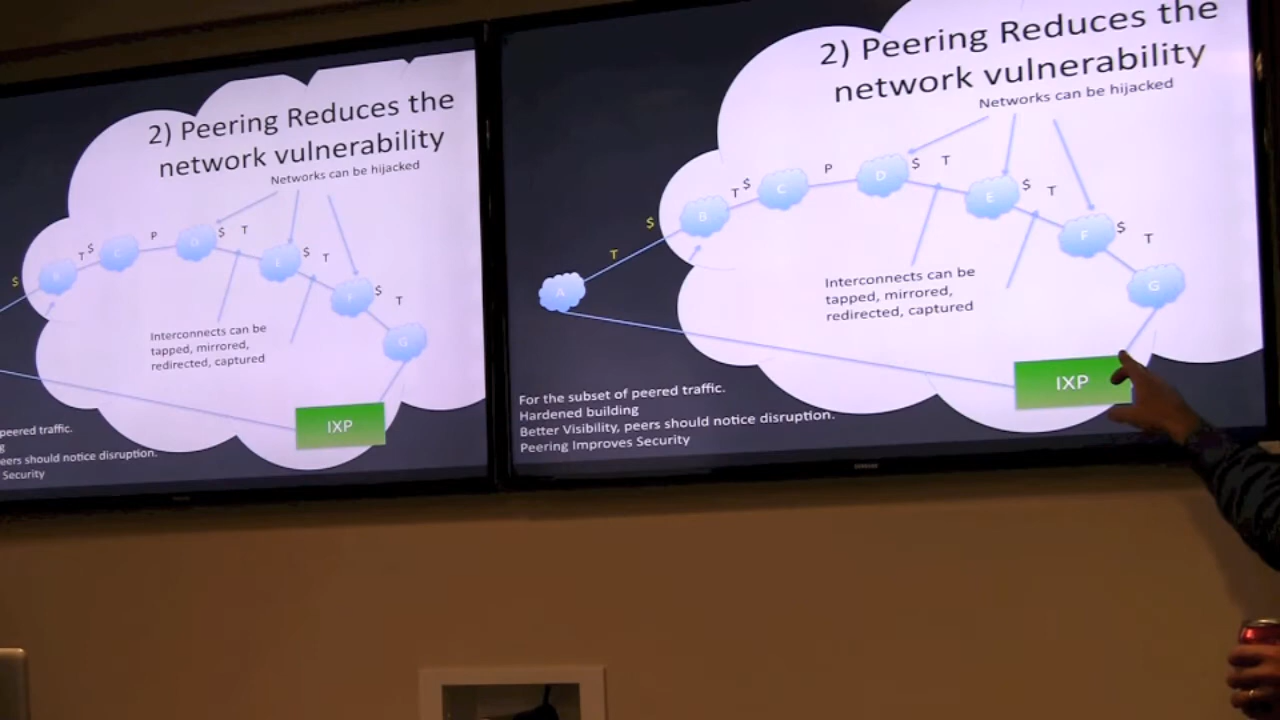 2) Peering Reduces the
network vulnerability
Networks can be hijacked
$
T $
P
D
$ T
E
$ T
$
T
G
Interconnects can be
tapped, mirrored,
redirected, captured
IXP
peered traffic.
eers should notice disruption.
Security
2) Peering Reduces the
network vulnerability
Networks can be hijacked
A
T
$
B
T $
C
P
D
$ T
E
$ T
F
$
T
G
Interconnects can be
tapped, mirrored,
redirected, captured
IXP
For the subset of peered traffic.
Hardened building
Better Visibility, peers should notice disruption.
Peering Improves Security
SAMSUNG